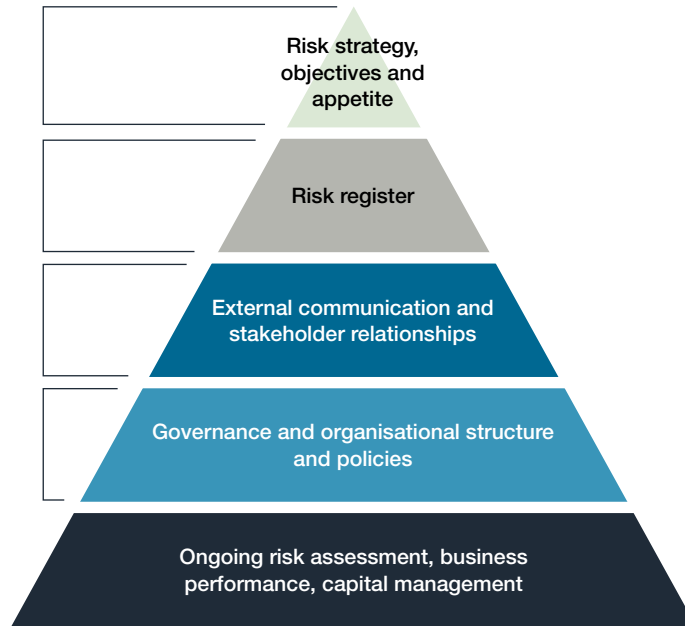 Risk strategy,
objectives and
appetite
Risk register
External communication and
stakeholder relationships
Governance and organisational structure
and policies
Ongoing risk assessment, business
performance, capital management